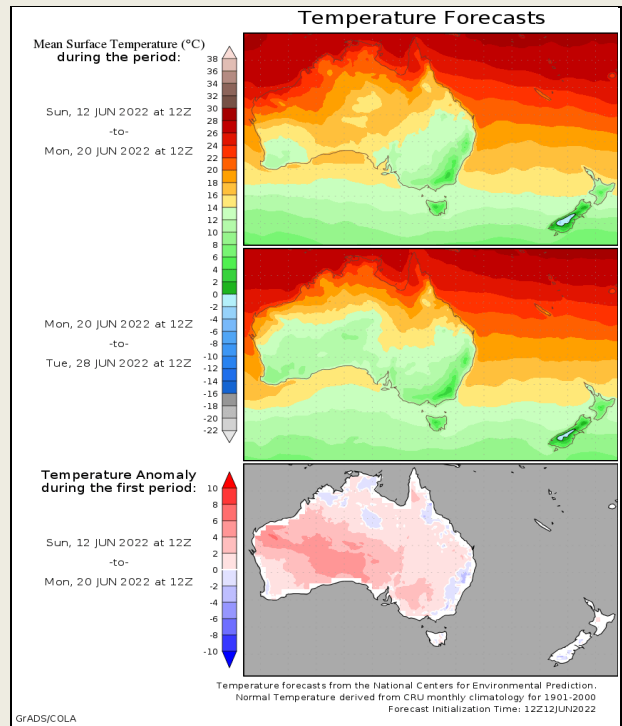 Temperature Forecasts
Mean Surface Temperature (°C)
during the period:
Sun, 12 JUN 2022 at 12Z
-to-
Mon, 20 JUN 2022 at 12Z
38
36
34
32
30
28
26
24
22
20
18
16
14
12
10
8
6
4
2
0
-2
-4
-6
-8
-10
-12
-14
-16
-18
-20
-22
Mon, 20 JUN 2022 at 12Z
-to-
Tue, 28 JUN 2022 at 12Z
Temperature Anomaly
during the first period:
Sun, 12 JUN 2022 at 12Z
-to-
Mon, 20 JUN 2022 at 12Z
10
8
6
4
2
0
-2
-4
-6
-8
-10
Temperature forecasts from the National Centers for Environmental Prediction.
Normal Temperature derived from CRU monthly climatology for 1901-2000
Forecast Initialization Time: 12Z12JUN2022
GrADS/COLA